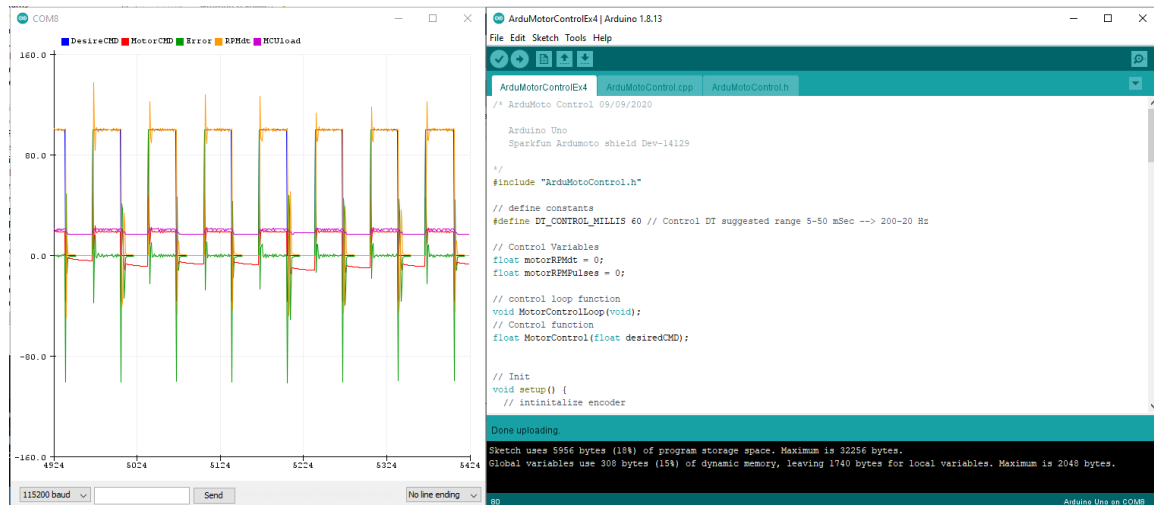 COM8
DesireCMD MotorCMD Error RPMdt MCUload
160.0
80.0
0.0
-80.0
-160.0
4924 5024 5124 5224 5324 5424
115200 baud Send No line ending
ArduMotorControlEx4 | Arduino 1.8.13
File Edit Sketch Tools Help
ArduMotorControlEx4 ArduMotoControl.cpp ArduMotoControl.h
/* ArduMoto Control 09/09/2020
Arduino Uno
Sparkfun Ardumoto shield Dev-14129
*/
#include "ArduMotoControl.h"
// define constants
#define DT_CONTROL_MILLIS 60 // Control DT suggested range 5-50 mSec --> 200-20 Hz
// Control Variables
float motorRPMdt = 0;
float motorRPMPulses = 0;
// control loop function
void MotorControlLoop(void);
// Control function
float MotorControl(float desiredCMD);
// Init
void setup() {
// intinitalize encoder
Done uploading.
Sketch uses 5956 bytes (18%) of program storage space. Maximum is 32256 bytes.
Global variables use 308 bytes (15%) of dynamic memory, leaving 1740 bytes for local variables. Maximum is 2048 bytes.
80 Arduino Uno on COM8